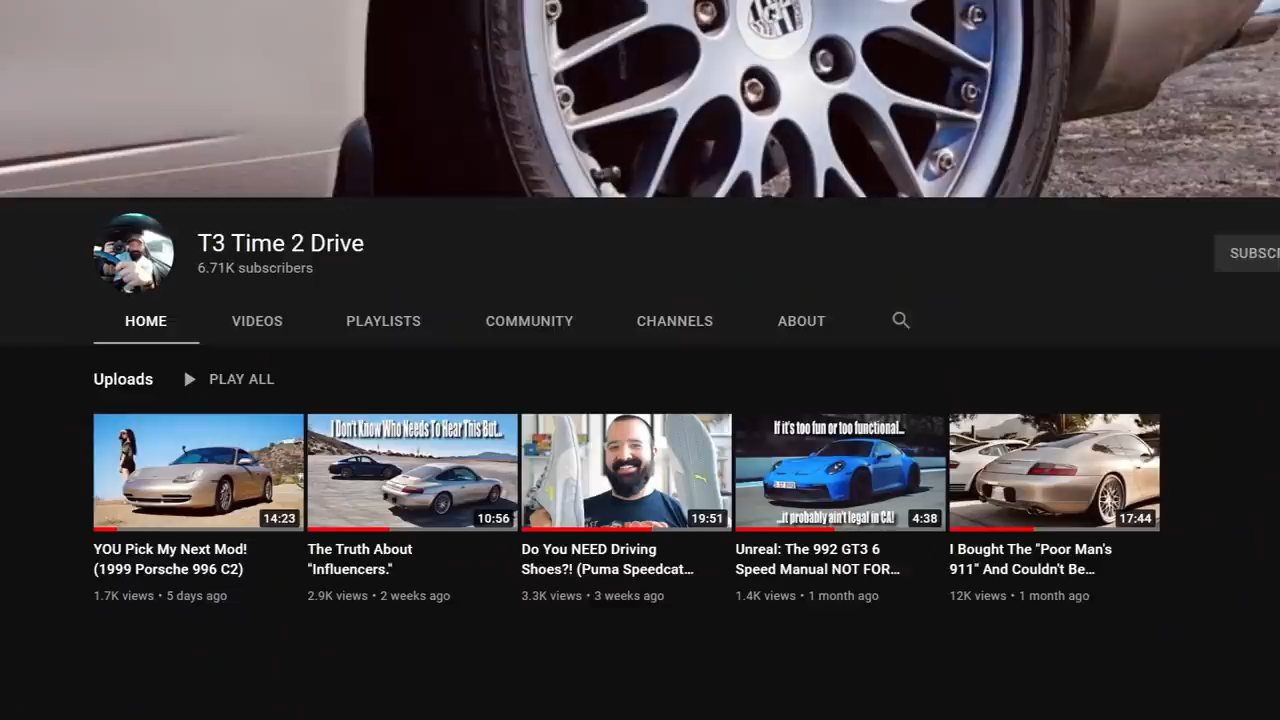 T3 Time 2 Drive
6.71K subscribers
SUBSCI
HOME
VIDEOS
PLAYLISTS
COMMUNITY
CHANNELS
ABOUT
Uploads
PLAY ALL
14:23
YOU Pick My Next Mod!
(1999 Porsche 996 C2)
1.7K views • 5 days ago
I Don't Know Who Needs To Hear This But...
10:56
The Truth About
"Influencers."
2.9K views • 2 weeks ago
19:51
Do You NEED Driving
Shoes?! (Puma Speedcat...
3.3K views • 3 weeks ago
If it's too fun or too functional...
...it probably ain't legal in CA!
4:38
Unreal: The 992 GT3 6
Speed Manual NOT FOR...
1.4K views • 1 month ago
17:44
I Bought The "Poor Man's
911" And Couldn't Be...
12K views • 1 month ago